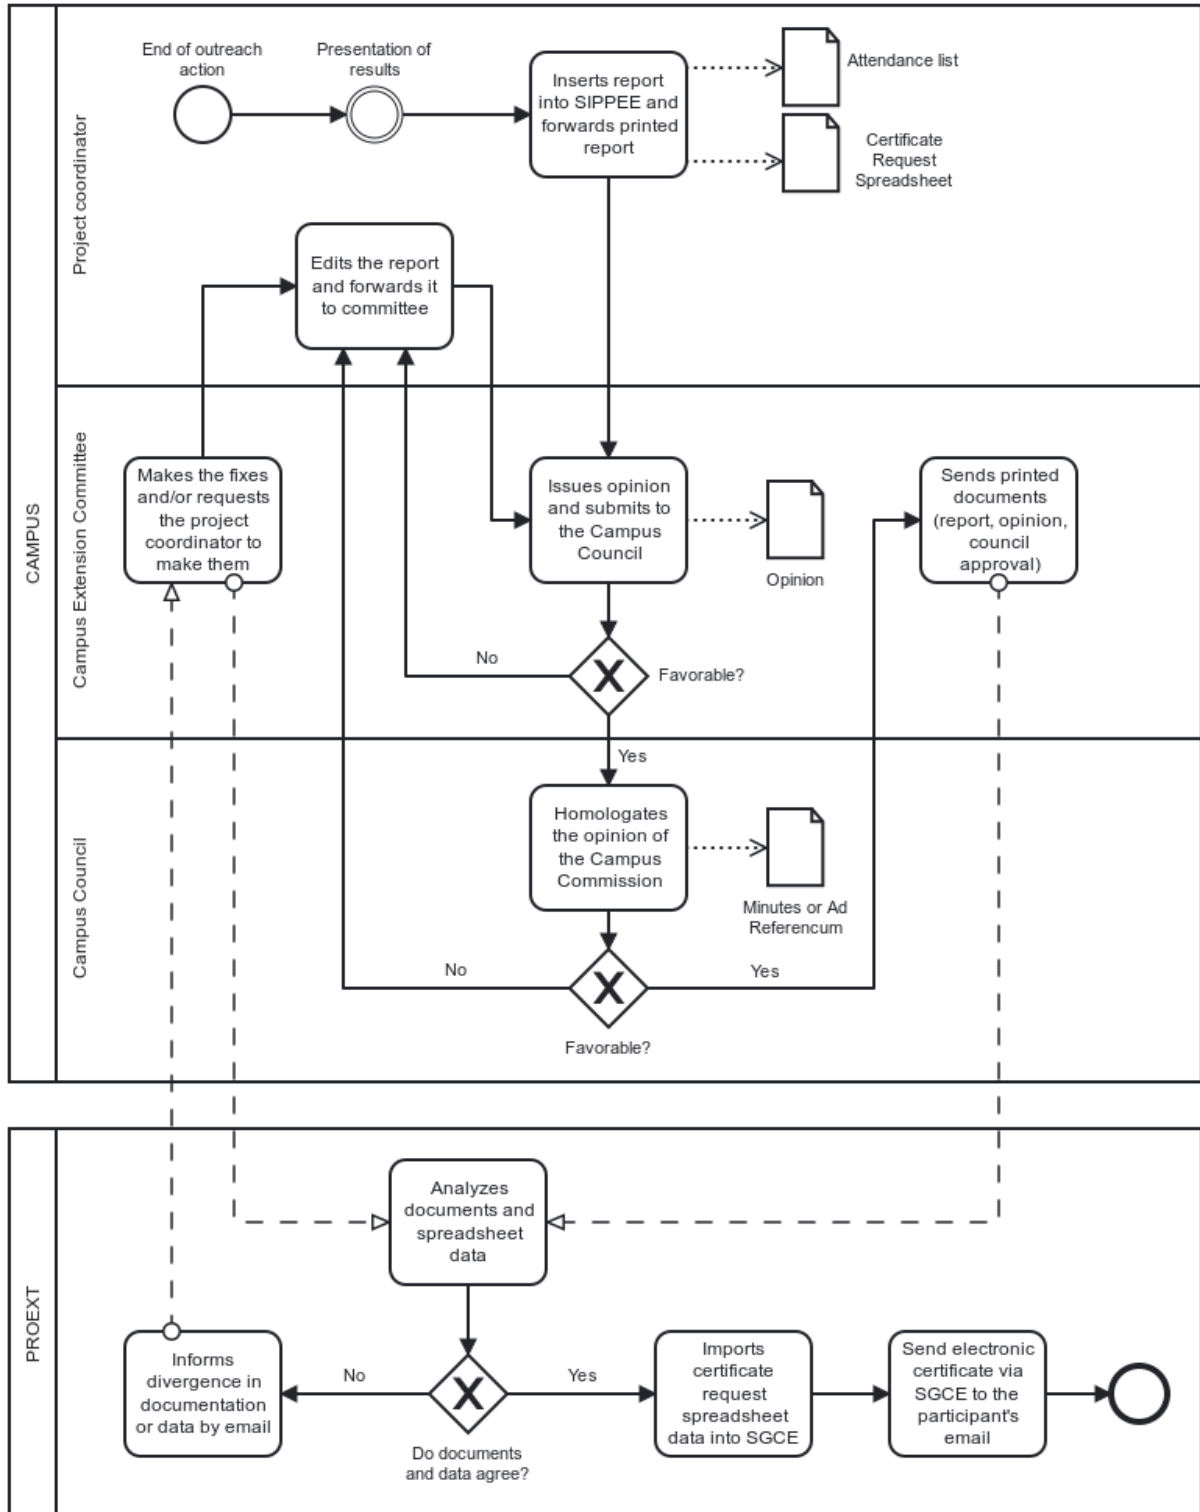 CAMPUS
Project coordinator
End of outreach
action
Presentation of
results
Inserts report
into SIPPEE and
forwards printed
report
Attendance list
Certificate
Request
Spreadsheet
Edits the report
and forwards it
to committee
Campus Extension Committee
Makes the fixes
and/or requests
the project
coordinator to
make them
Issues opinion
and submits to
the Campus
Council
Opinion
Sends printed
documents
(report, opinion,
council
approval)
No
X
Favorable?
Yes
Campus Council
Homologates
the opinion of
the Campus
Commission
Minutes or Ad
Referencum
No
X
Yes
Favorable?
PROEXT
Analyzes
documents and
spreadsheet
data
Informs
divergence in
documentation
or data by email
No
X
Yes
Do documents
and data agree?
Imports
certificate
request
spreadsheet
data into SGCE
Send electronic
certificate via
SGCE to the
participant's
email